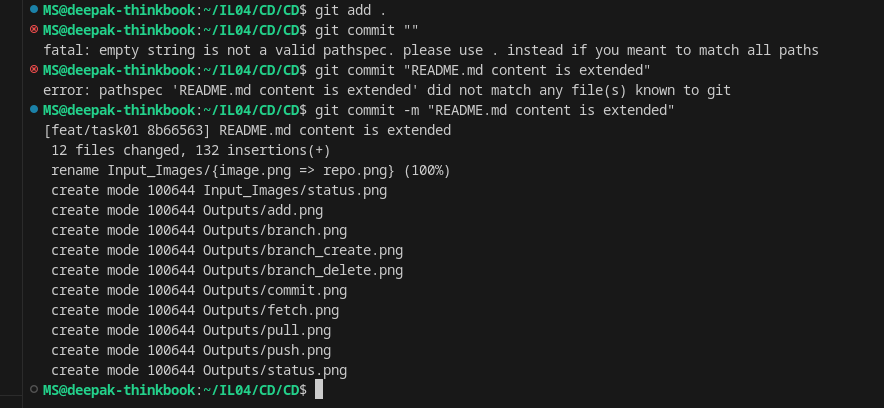 MS@deepak-thinkbook:~/IL04/CD/CD$ git add .
MS@deepak-thinkbook:~/IL04/CD/CD$ git commit ""
fatal: empty string is not a valid pathspec. please use . instead if you meant to match all paths
MS@deepak-thinkbook:~/IL04/CD/CD$ git commit "README.md content is extended"
error: pathspec 'README.md content is extended' did not match any file(s) known to git
MS@deepak-thinkbook:~/IL04/CD/CD$ git commit -m "README.md content is extended"
[feat/task01 8b66563] README.md content is extended
 12 files changed, 132 insertions(+)
 rename Input_Images/{image.png => repo.png} (100%)
 create mode 100644 Input_Images/status.png
 create mode 100644 Outputs/add.png
 create mode 100644 Outputs/branch.png
 create mode 100644 Outputs/branch_create.png
 create mode 100644 Outputs/branch_delete.png
 create mode 100644 Outputs/commit.png
 create mode 100644 Outputs/fetch.png
 create mode 100644 Outputs/pull.png
 create mode 100644 Outputs/push.png
 create mode 100644 Outputs/status.png
MS@deepak-thinkbook:~/IL04/CD/CD$